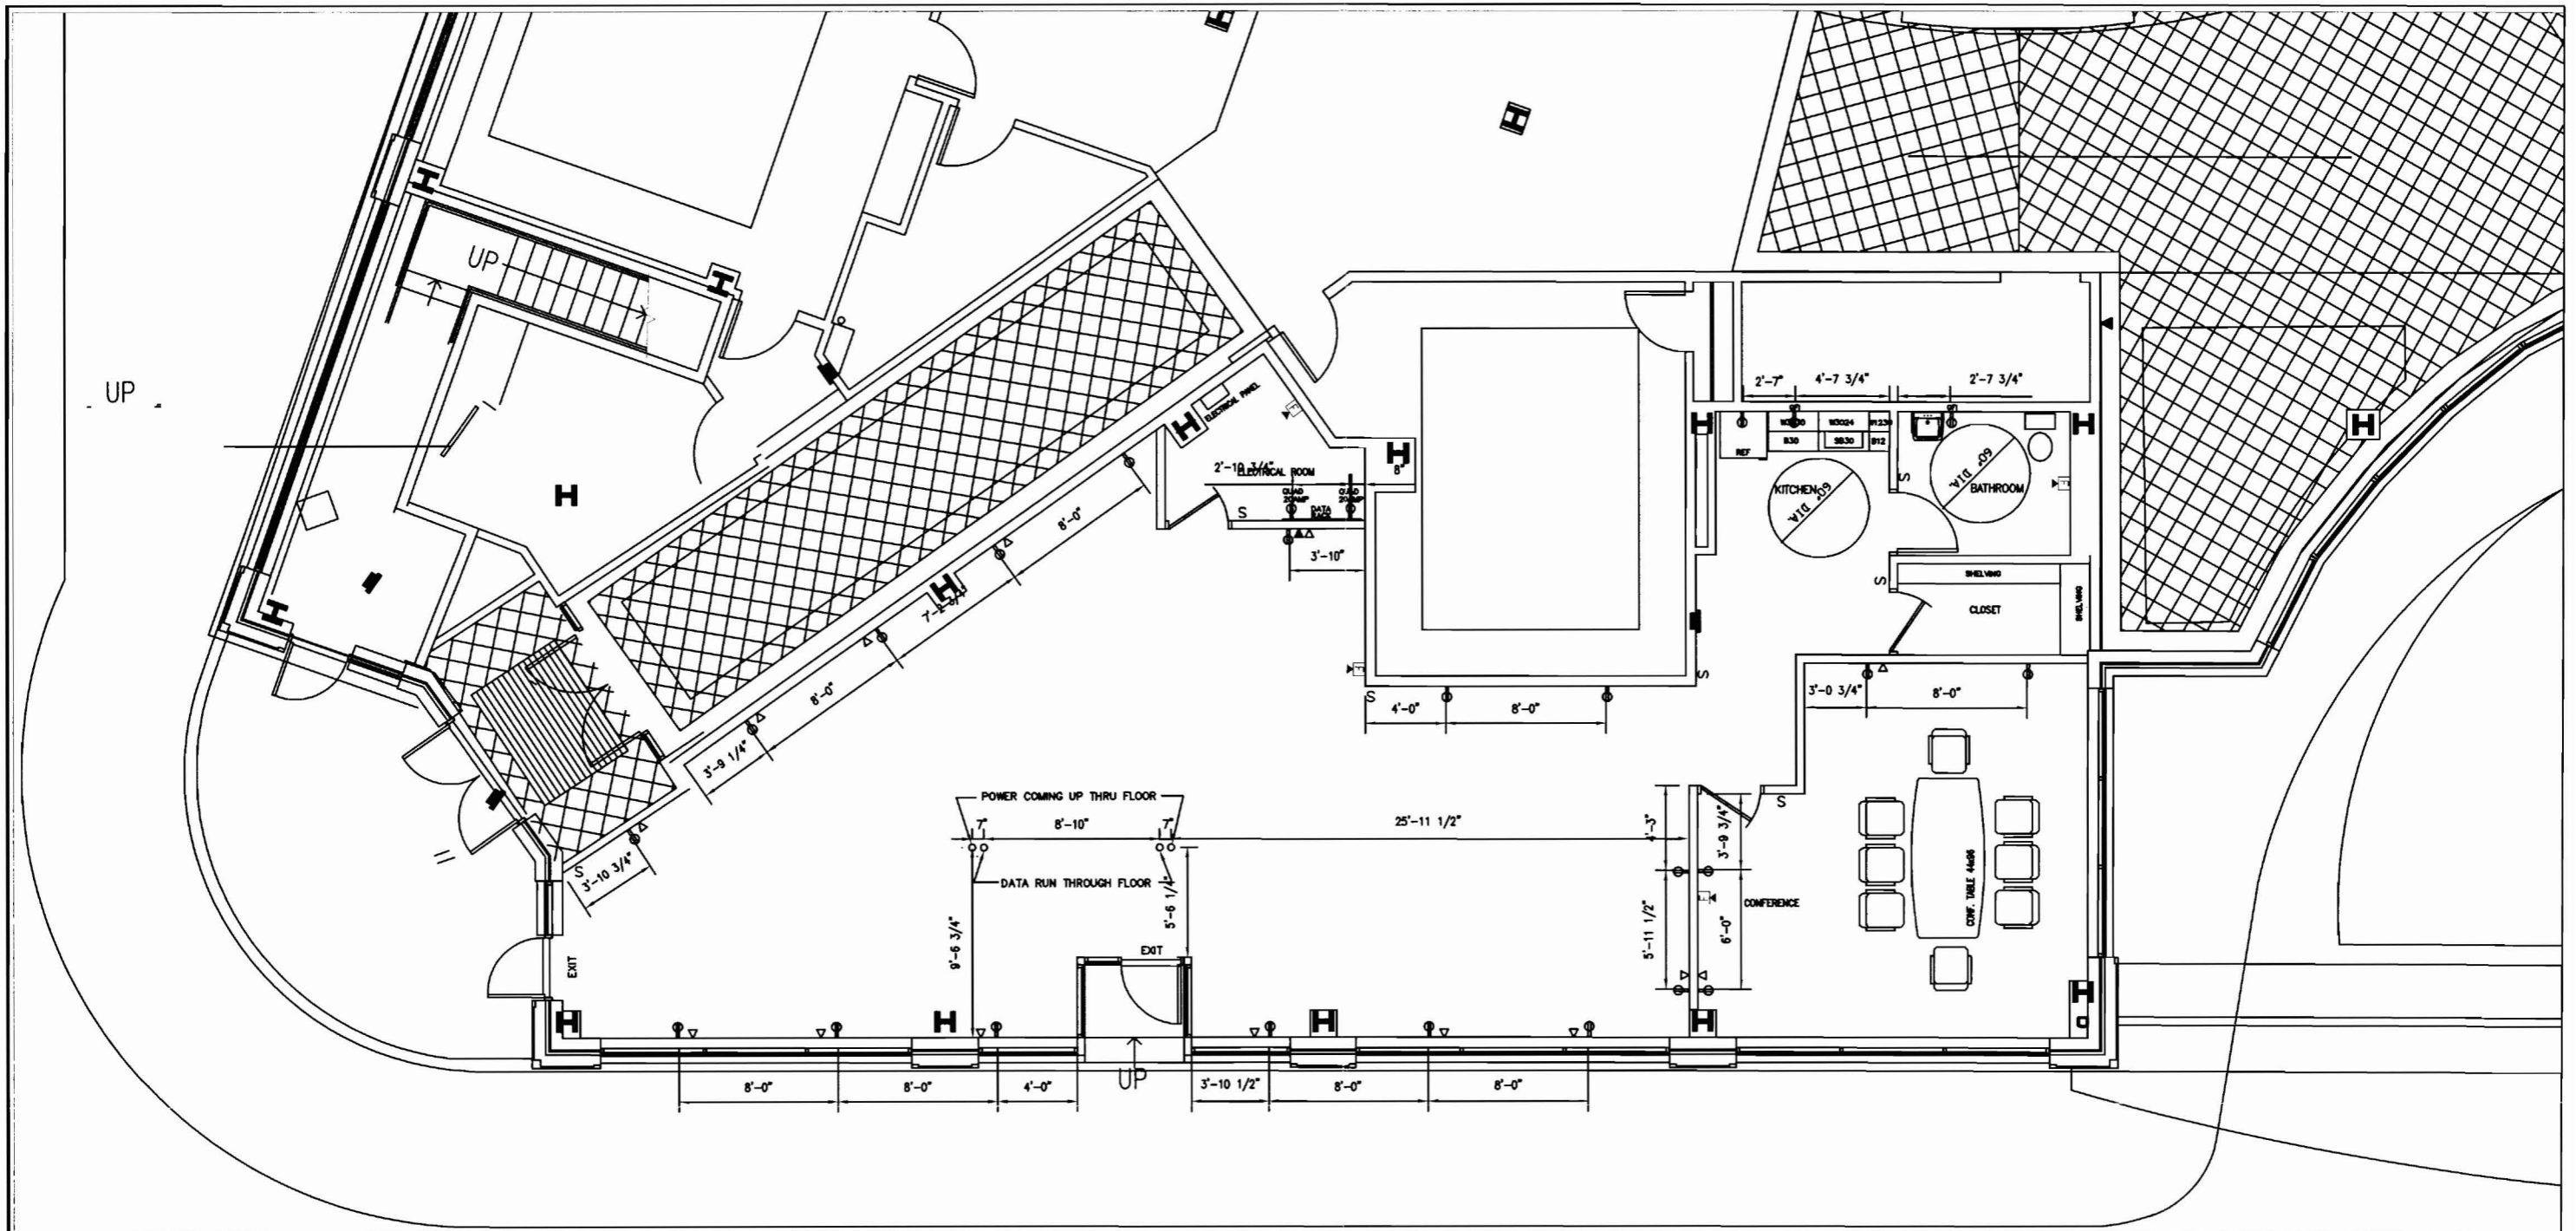 UP
UP
ELECTRICAL PANEL
2'-7"
4'-7 3/4"
2'-7 3/4"
W3024
W1230
B30
SB30
B12
REF
2'-10 3/4"
ELECTRICAL ROOM
8"
QUAD
20AMP
QUAD
20AMP
DATA
RACK
S
KITCHEN
60"
DIA.
S
60"
DIA.
BATHROOM
8'-0"
3'-10"
7'-2 3/4"
S
SHELVING
SHELVING
CLOSET
8'-0"
S
S
4'-0"
8'-0"
3'-0 3/4"
8'-0"
3'-9 1/4"
POWER COMING UP THRU FLOOR
7"
8'-10"
7"
25'-11 1/2"
4'-3"
3'-9 3/4"
S
S
3'-10 3/4"
DATA RUN THROUGH FLOOR
5'-6 1/4"
9'-6 3/4"
5'-11 1/2"
6'-0"
CONFERENCE
CONF. TABLE 44x96
EXIT
EXIT
8'-0"
8'-0"
4'-0"
UP
3'-10 1/2"
8'-0"
8'-0"